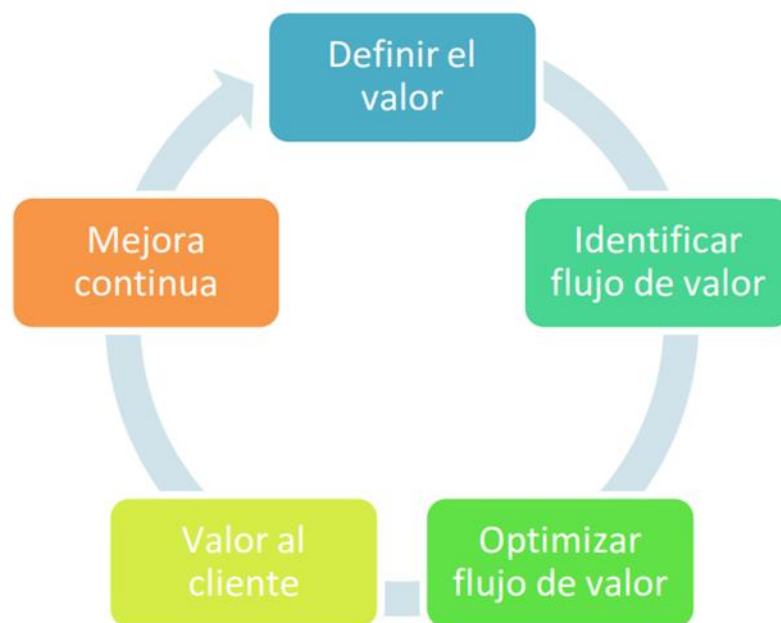 Definir el
valor
Identificar
flujo de valor
Optimizar
flujo de valor
Valor al
cliente
Mejora
continua